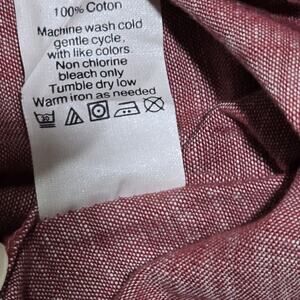 100% Coton
Machine wash cold
gentle cycle,
with like colors
Non chlorine
bleach only
Tumble dry low
Warm iron as needed